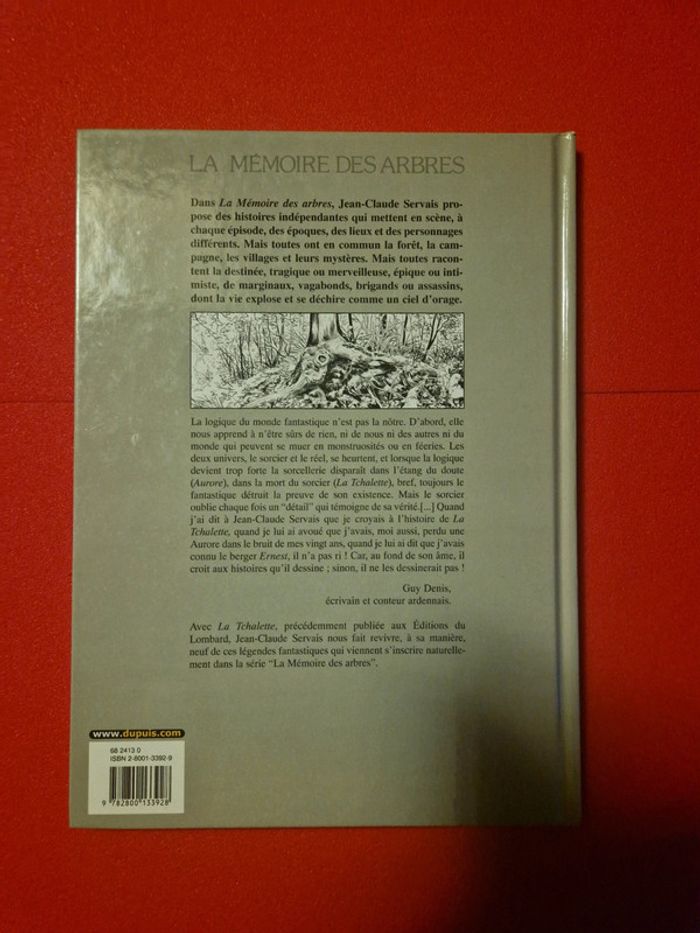 LA MÉMOIRE DES ARBRES
Dans La Mémoire des arbres, Jean-Claude Servais pro-
pose des histoires indépendantes qui mettent en scène, à
chaque épisode, des époques, des lieux et des personnages
différents. Mais toutes ont en commun la forêt, la cam-
pagne, les villages et leurs mystères. Mais toutes racon-
tent la destinée, tragique ou merveilleuse, épique ou inti-
miste, de marginaux, vagabonds, brigands ou assassins,
dont la vie explose et se déchire comme un ciel d'orage.
La logique du monde fantastique n'est pas la nôtre. D'abord, elle
nous apprend à n'être sûrs de rien, ni de nous ni des autres ni du
monde qui peuvent se muer en monstruosités ou en féeries. Les
deux univers, le sorcier et le réel, se heurtent, et lorsque la logique
devient trop forte la sorcellerie disparaît dans l'étang du doute
(Aurore), dans la mort du sorcier (La Tchalette), bref, toujours le
fantastique détruit la preuve de son existence. Mais le sorcier
oublie chaque fois un "détail" qui témoigne de sa vérité.[...] Quand
j'ai dit à Jean-Claude Servais que je croyais à l'histoire de La
Tchalette, quand je lui ai avoué que j'avais, moi aussi, perdu une
Aurore dans le bruit de mes vingt ans, quand je lui ai dit que j'avais
connu le berger Ernest, il n'a pas ri ! Car, au fond de son âme, il
croit aux histoires qu'il dessine ; sinon, il ne les dessinerait pas !
Guy Denis,
écrivain et conteur ardennais.
Avec La Tchalette, précédemment publiée aux Éditions du
Lombard, Jean-Claude Servais nous fait revivre, à sa manière,
neuf de ces légendes fantastiques qui viennent s'inscrire naturelle-
ment dans la série "La Mémoire des arbres".
www.dupuis.com
68 2413 0
ISBN 2-8001-3392-9
9 782800 133928